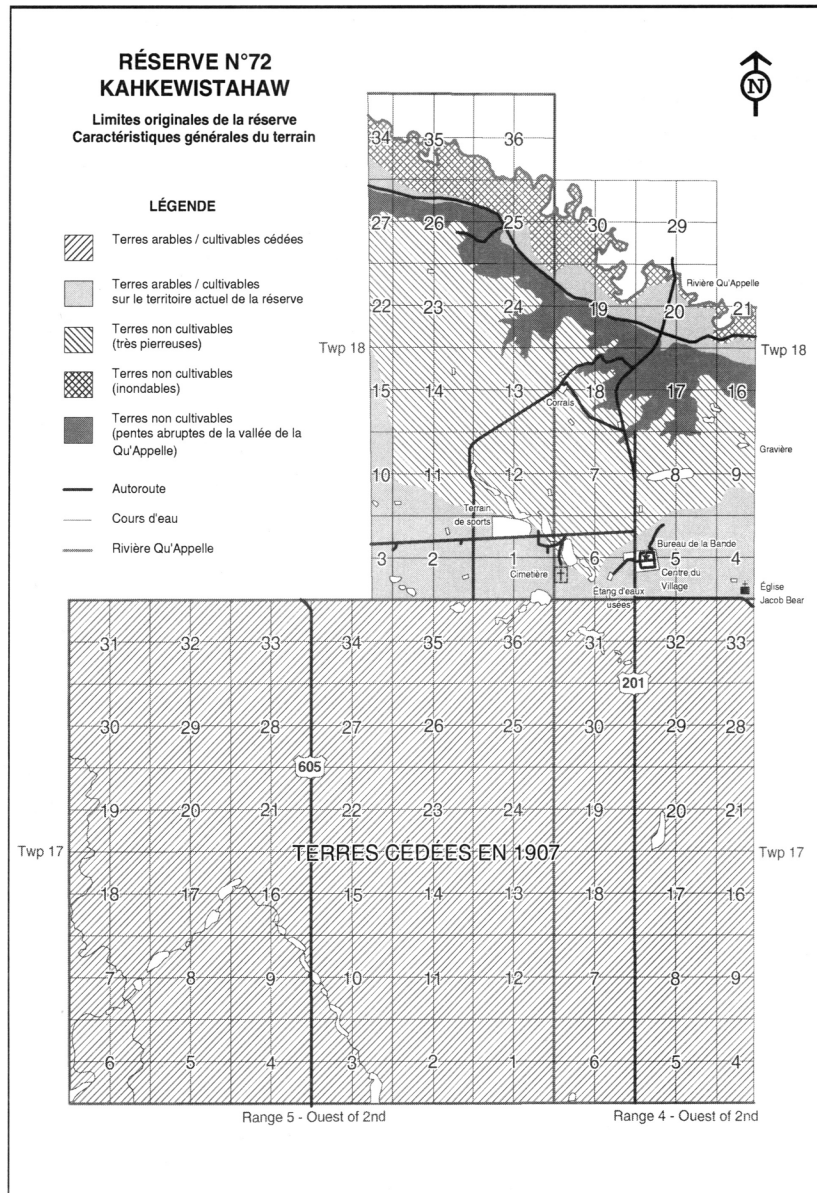 RÉSERVE N°72
KAHKEWISTAHAW
Limites originales de la réserve
Caractéristiques générales du terrain
N
LÉGENDE
Terres arables / cultivables cédées
Terres arables / cultivables
sur le territoire actuel de la réserve
Terres non cultivables
(très pierreuses)
Terres non cultivables
(inondables)
Terres non cultivables
(pentes abruptes de la vallée de la
Qu'Appelle)
Autoroute
Cours d'eau
Rivière Qu'Appelle
34 35 36
27 26 25 30 29
Rivière Qu'Appelle
22 23 24 19 20 21
Twp 18 Twp 18
15 14 13 18 17 16
Corrals
Gravière
10 11 12 7 8 9
Terrain
de sports
Bureau de la Bande
3 2 1 6 5 4
Cimetière
Centre du
Village
Étang d'eaux
usées
Église
Jacob Bear
31 32 33 34 35 36 31 32 33
201
30 29 28 27 26 25 30 29 28
605
19 20 21 22 23 24 19 20 21
Twp 17 TERRES CÉDÉES EN 1907 Twp 17
18 17 16 15 14 13 18 17 16
7 8 9 10 11 12 7 8 9
6 5 4 3 2 1 6 5 4
Range 5 - Ouest of 2nd Range 4 - Ouest of 2nd